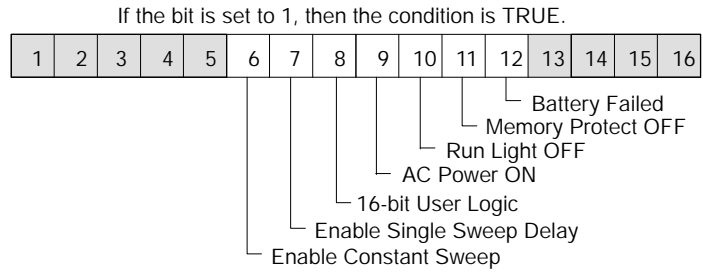 If the bit is set to 1, then the condition is TRUE.
1 2 3 4 5 6 7 8 9 10 11 12 13 14 15 16
Battery Failed
Memory Protect OFF
Run Light OFF
AC Power ON
16-bit User Logic
Enable Single Sweep Delay
Enable Constant Sweep